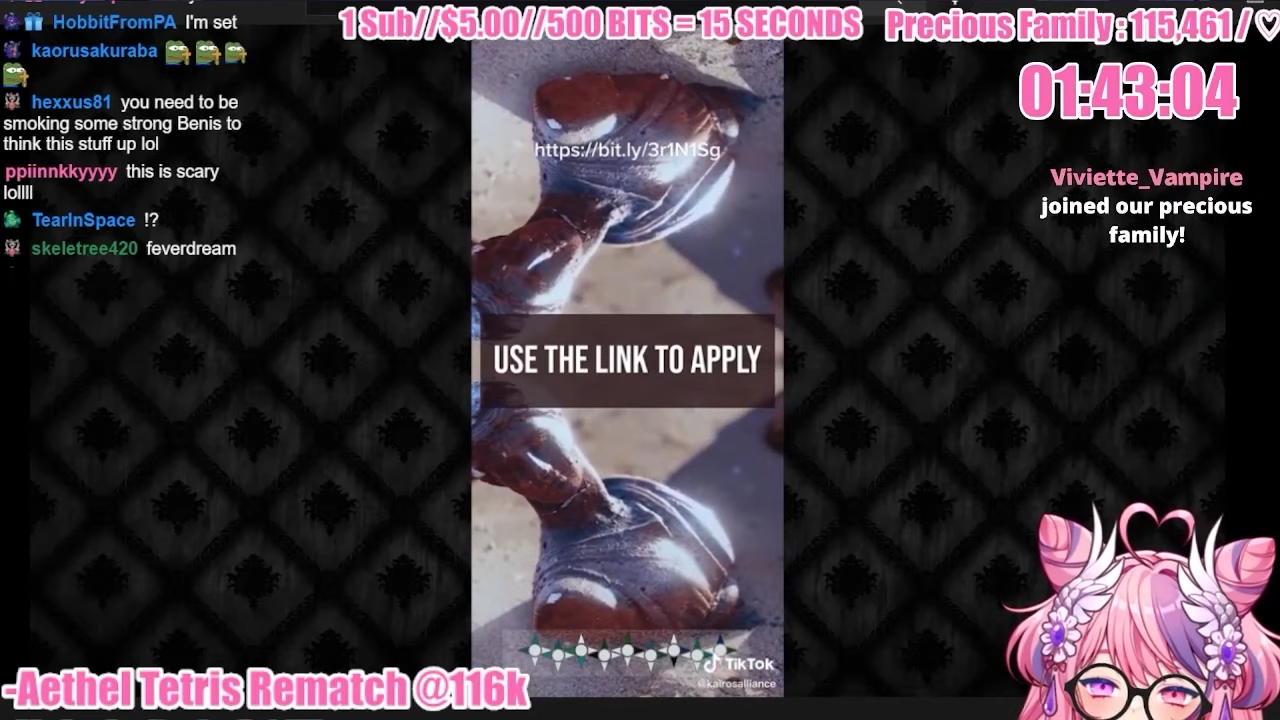 HobbitFromPA I'm set
kaorusakuraba
hexxus81 you need to be
smoking some strong Benis to
think this stuff up lol
ppiinnkkyyyy this is scary
lollll
TearInSpace !?
skeletree420 feverdream
1 Sub//$5.00//500 BITS = 15 SECONDS
Precious Family : 115,461 / ♡
01:43:04
Viviette_Vampire
joined our precious
family!
https://bit.ly/3r1N1Sg
USE THE LINK TO APPLY
TikTok
@kairosalliance
-Aethel Tetris Rematch @116k